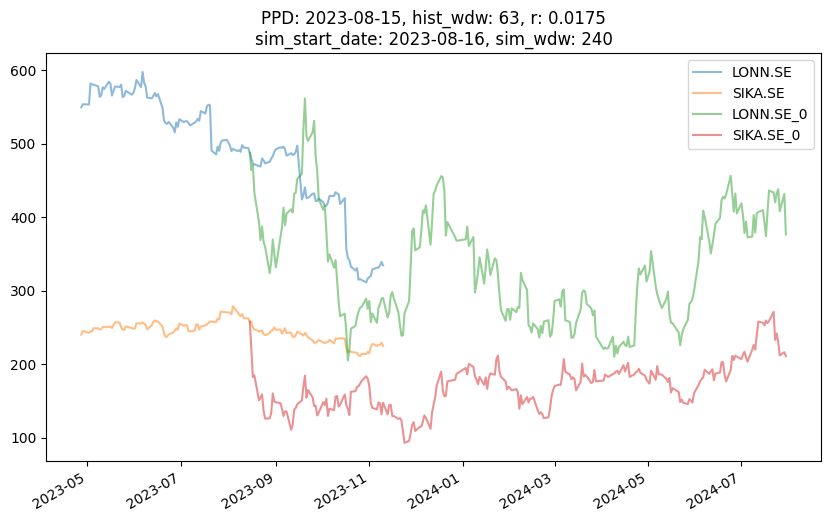 PPD: 2023-08-15, hist_wdw: 63, r: 0.0175
sim_start_date: 2023-08-16, sim_wdw: 240
LONN.SE
SIKA.SE
LONN.SE_0
SIKA.SE_0
600
500
400
300
200
100
2023-05
2023-07
2023-09
2023-11
2024-01
2024-03
2024-05
2024-07